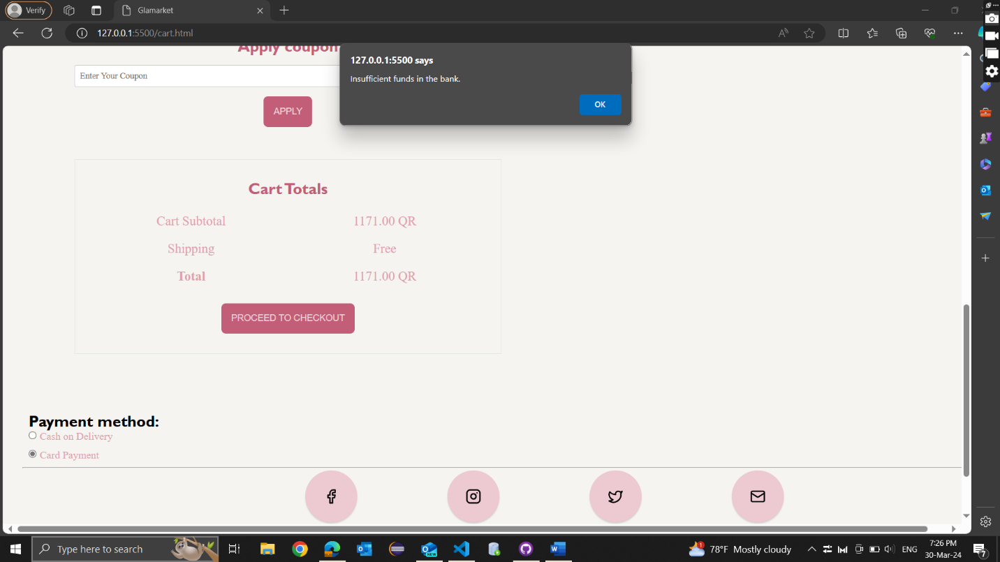 Verify
Glamarket
127.0.0.1:5500/cart.html
Apply coupon
127.0.0.1:5500 says
Insufficient funds in the bank.
OK
Enter Your Coupon
APPLY
Cart Totals
Cart Subtotal 1171.00 QR
Shipping Free
Total 1171.00 QR
PROCEED TO CHECKOUT
Payment method:
Cash on Delivery
Card Payment
Type here to search
NEW
1
78°F Mostly cloudy
ENG
7:26 PM
30-Mar-24
7